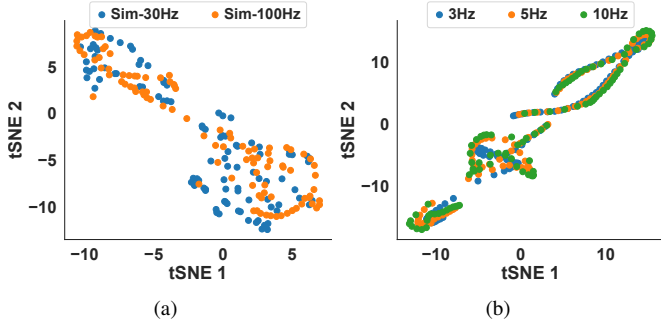 Sim-30Hz Sim-100Hz
tSNE 2
5
0
−5
−10
−10 −5 0 5
tSNE 1
(a)
3Hz 5Hz 10Hz
tSNE 2
10
0
−10
−10 0 10
tSNE 1
(b)